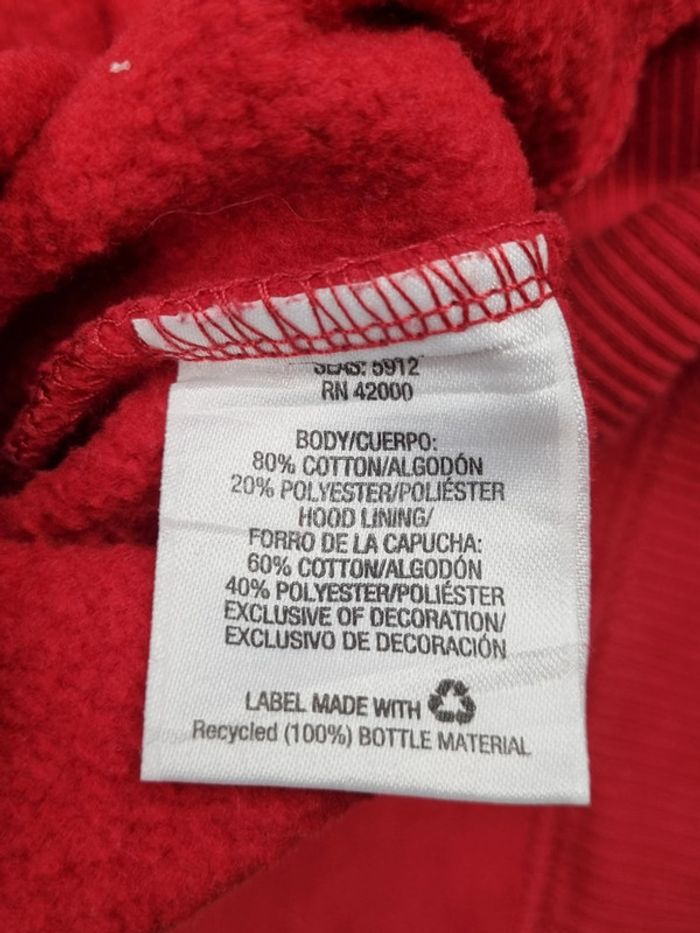 5912
RN 42000
BODY/CUERPO:
80% COTTON/ALGODÓN
20% POLYESTER/POLIÉSTER
HOOD LINING/
FORRO DE LA CAPUCHA:
60% COTTON/ALGODÓN
40% POLYESTER/POLIÉSTER
EXCLUSIVE OF DECORATION/
EXCLUSIVO DE DECORACIÓN
LABEL MADE WITH
Recycled (100%) BOTTLE MATERIAL